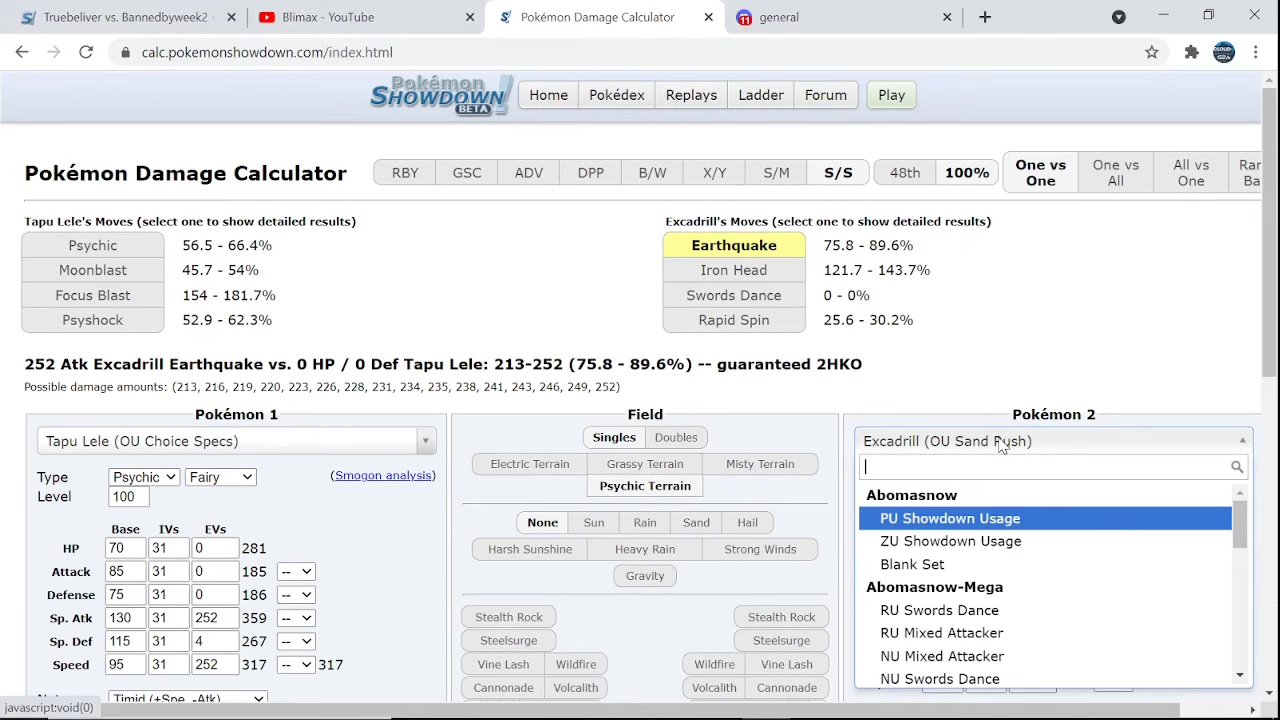 Truebeliver vs. Bannedbyweek2 -
Blimax - YouTube
Pokémon Damage Calculator
11
general
calc.pokemonshowdown.com/index.html
Pokémon SHOWDOWN! BETA
Home Pokédex Replays Ladder Forum Play
Pokémon Damage Calculator RBY GSC ADV DPP B/W X/Y S/M S/S 48th 100%
One vs One
One vs All
All vs One
Ran Ba
Tapu Lele's Moves (select one to show detailed results)
Psychic 56.5 - 66.4%
Moonblast 45.7 - 54%
Focus Blast 154 - 181.7%
Psyshock 52.9 - 62.3%
Excadrill's Moves (select one to show detailed results)
Earthquake 75.8 - 89.6%
Iron Head 121.7 - 143.7%
Swords Dance 0 - 0%
Rapid Spin 25.6 - 30.2%
252 Atk Excadrill Earthquake vs. 0 HP / 0 Def Tapu Lele: 213-252 (75.8 - 89.6%) -- guaranteed 2HKO
Possible damage amounts: (213, 216, 219, 220, 223, 226, 228, 231, 234, 235, 238, 241, 243, 246, 249, 252)
Pokémon 1
Tapu Lele (OU Choice Specs)
Type Psychic Fairy (Smogon analysis)
Level 100
Base IVs EVs
HP 70 31 0 281
Attack 85 31 0 185 --
Defense 75 31 0 186 --
Sp. Atk 130 31 252 359 --
Sp. Def 115 31 4 267 --
Speed 95 31 252 317 -- 317
Timid (+Spe, -Atk)
Field
Singles Doubles
Electric Terrain Grassy Terrain Misty Terrain
Psychic Terrain
None Sun Rain Sand Hail
Harsh Sunshine Heavy Rain Strong Winds
Gravity
Stealth Rock Stealth Rock
Steelsurge Steelsurge
Vine Lash Wildfire Wildfire Vine Lash
Cannonade Volcalith Volcalith Cannonade
Pokémon 2
Excadrill (OU Sand Rush)
Abomasnow
PU Showdown Usage
ZU Showdown Usage
Blank Set
Abomasnow-Mega
RU Swords Dance
RU Mixed Attacker
NU Mixed Attacker
NU Swords Dance
javascript:void(0)